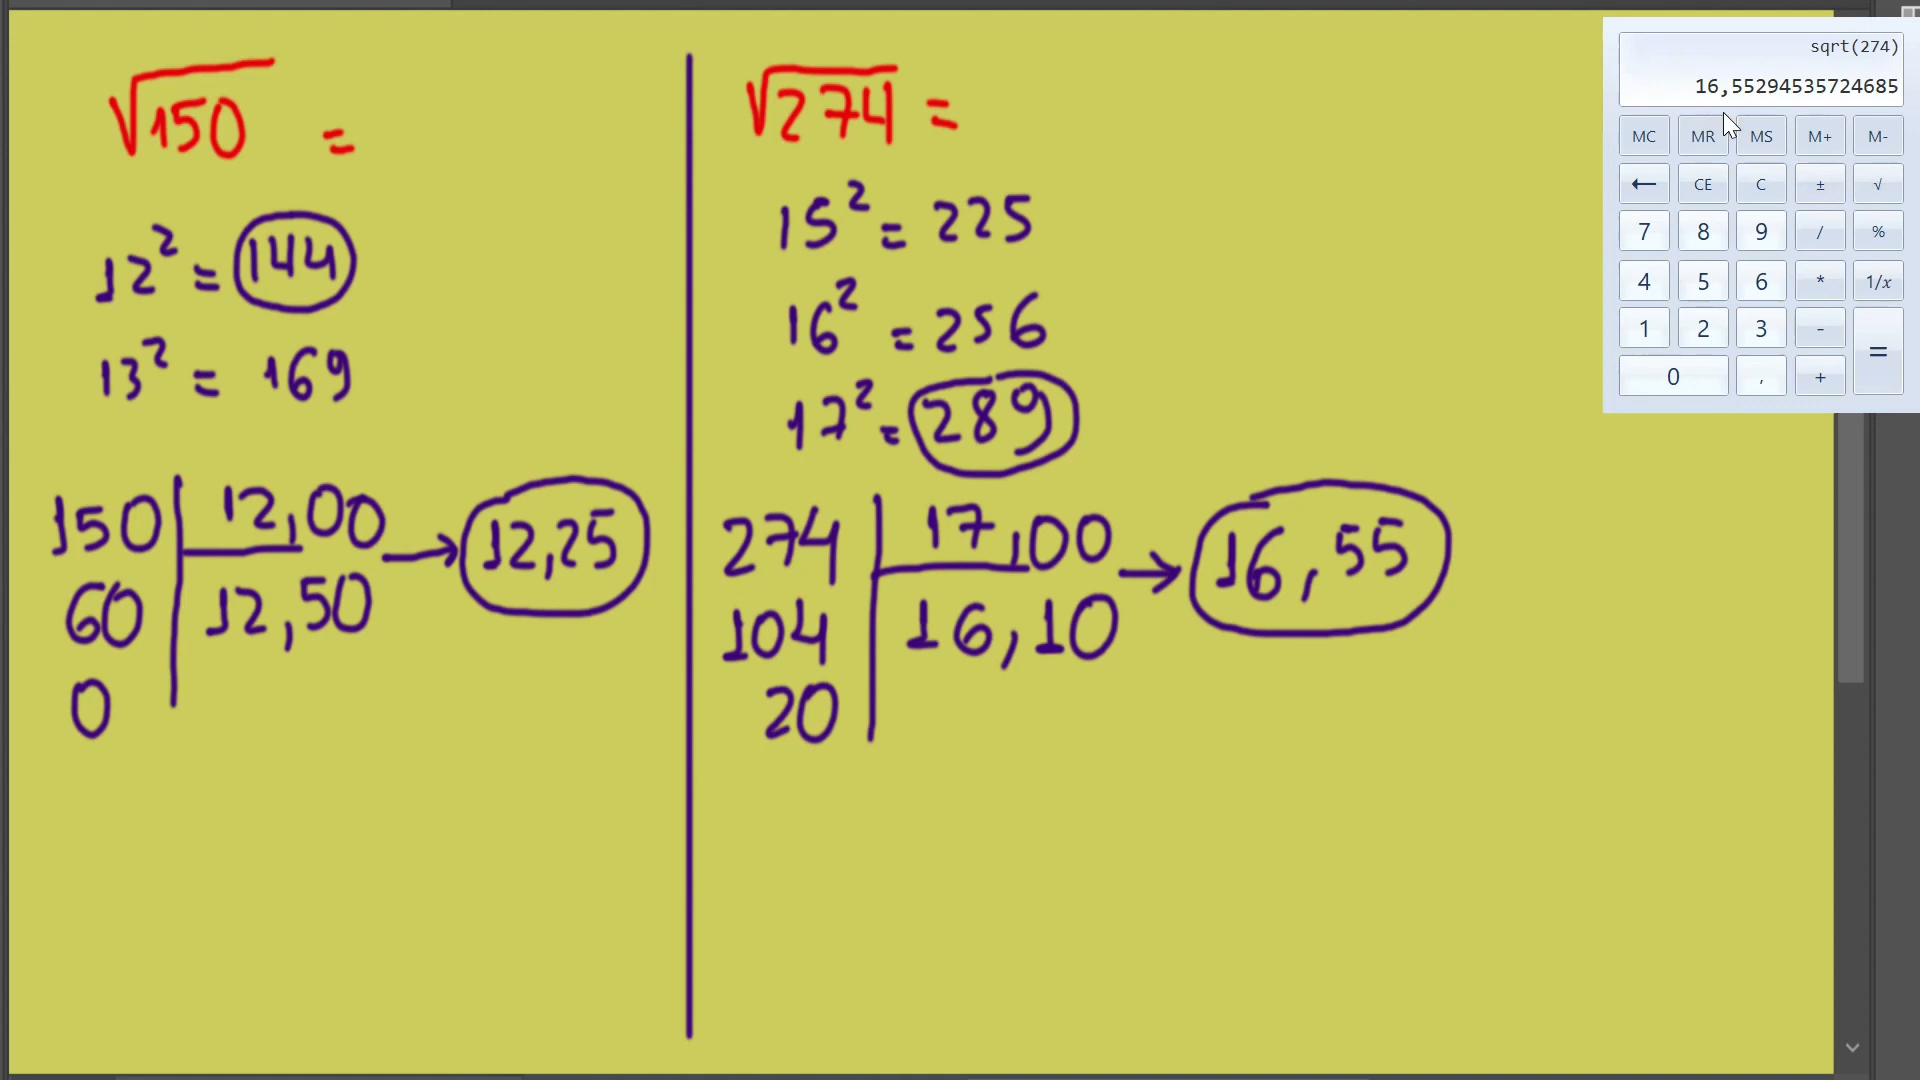 √150 =
12² = 144
13² = 169
150 | 12,00 → 12,25
60 | 12,50
0
√274 =
15² = 225
16² = 256
17² = 289
274 | 17,00 → 16,55
104 | 16,10
20
sqrt(274)
16,55294535724685
MC MR MS M+ M-
← CE C ± √
7 8 9 / %
4 5 6 * 1/x
1 2 3 - =
0 , +